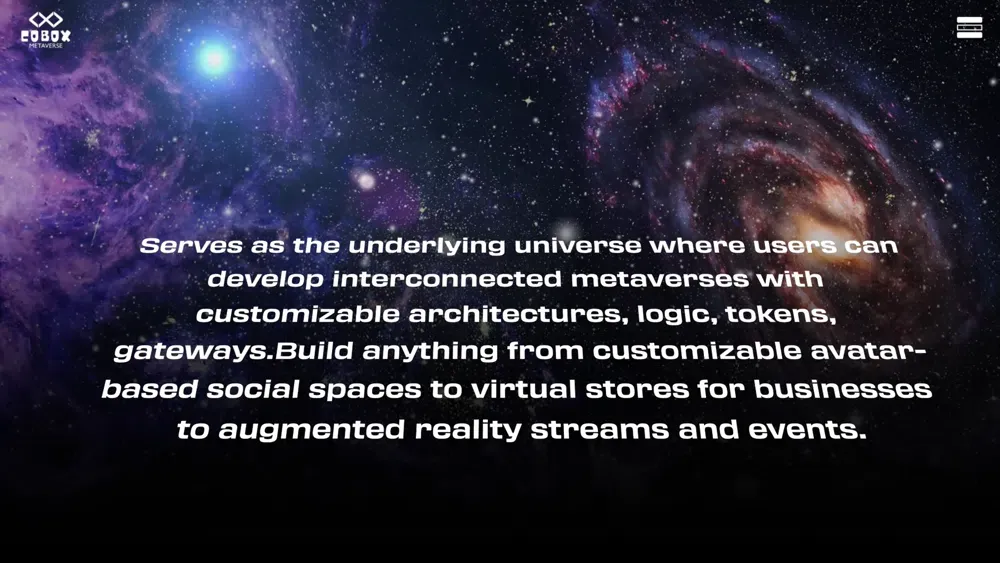 COBOX
METAVERSE
Serves as the underlying universe where users can
develop interconnected metaverses with
customizable architectures, logic, tokens,
gateways.Build anything from customizable avatar-
based social spaces to virtual stores for businesses
to augmented reality streams and events.